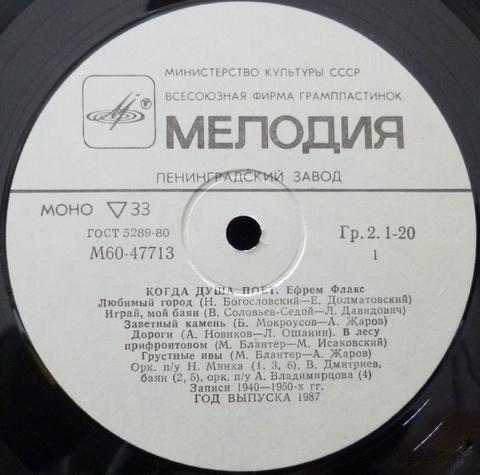 МИНИСТЕРСТВО КУЛЬТУРЫ СССР
ВСЕСОЮЗНАЯ ФИРМА ГРАМПЛАСТИНОК
МЕЛОДИЯ
ЛЕНИНГРАДСКИЙ ЗАВОД
МОНО ▽ 33
ГОСТ 5289-80
М60-47713
Гр. 2. 1-20
1
КОГДА ДУША ПОЕТ. Ефрем Флакс
Любимый город (Н. Богословский—Е. Долматовский)
Играй, мой баян (В. Соловьев-Седой—Л. Давидович)
Заветный камень (Б. Мокроусов—А. Жаров)
Дороги (А. Новиков—Л. Ошанин). В лесу
прифронтовом (М. Блантер—М. Исаковский)
Грустные ивы (М. Блантер—А. Жаров)
Орк. п/у Н. Минха (1, 3, 6), В. Дмитриев,
баян (2, 5), орк. п/у А. Владимирцова (4)
Записи 1940—1950-х гг.
ГОД ВЫПУСКА 1987